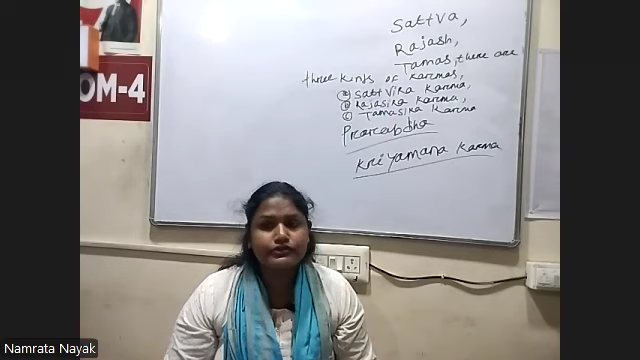 Sattva,
Rajash,
Tamas, there are
three kinds of karmas,
(a) Sattvika Karma,
(b) Rajasika Karma,
(c) Tamasika Karma
Prarabdha
Kriyamana Karma
OM-4
Namrata Nayak